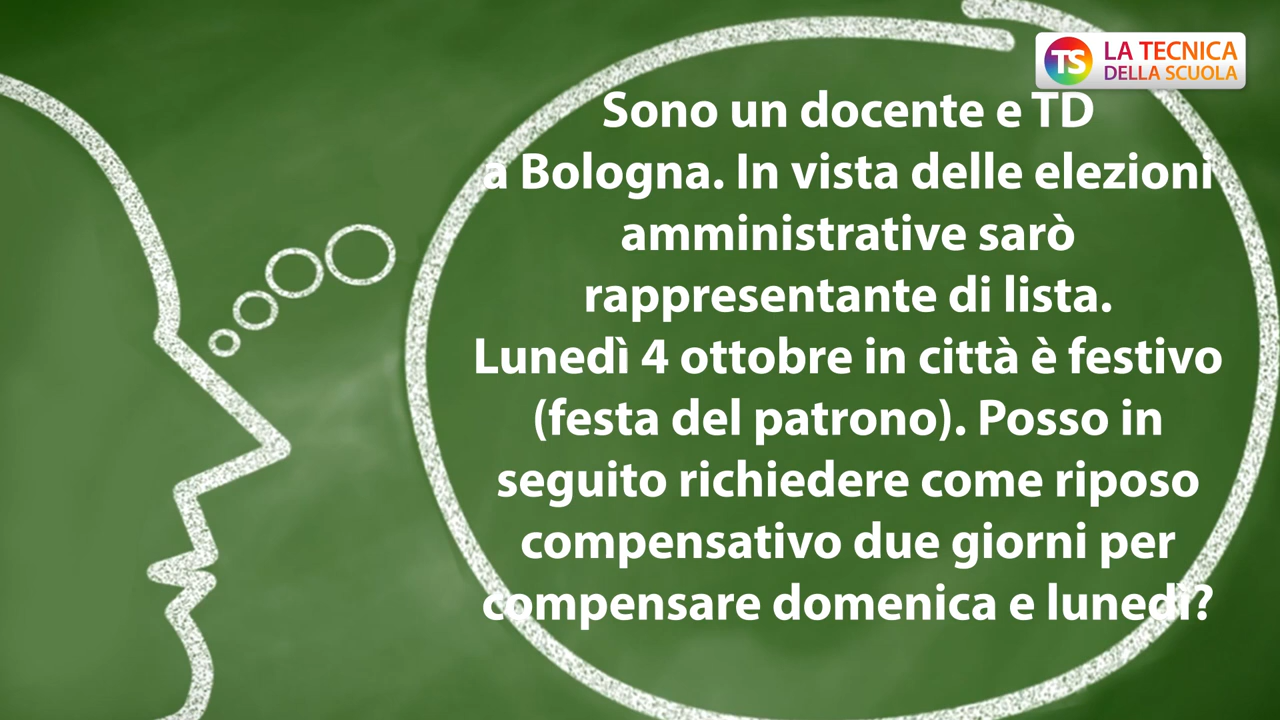 TS LA TECNICA
DELLA SCUOLA
Sono un docente e TD
a Bologna. In vista delle elezioni
amministrative sarò
rappresentante di lista.
Lunedì 4 ottobre in città è festivo
(festa del patrono). Posso in
seguito richiedere come riposo
compensativo due giorni per
compensare domenica e lunedì?